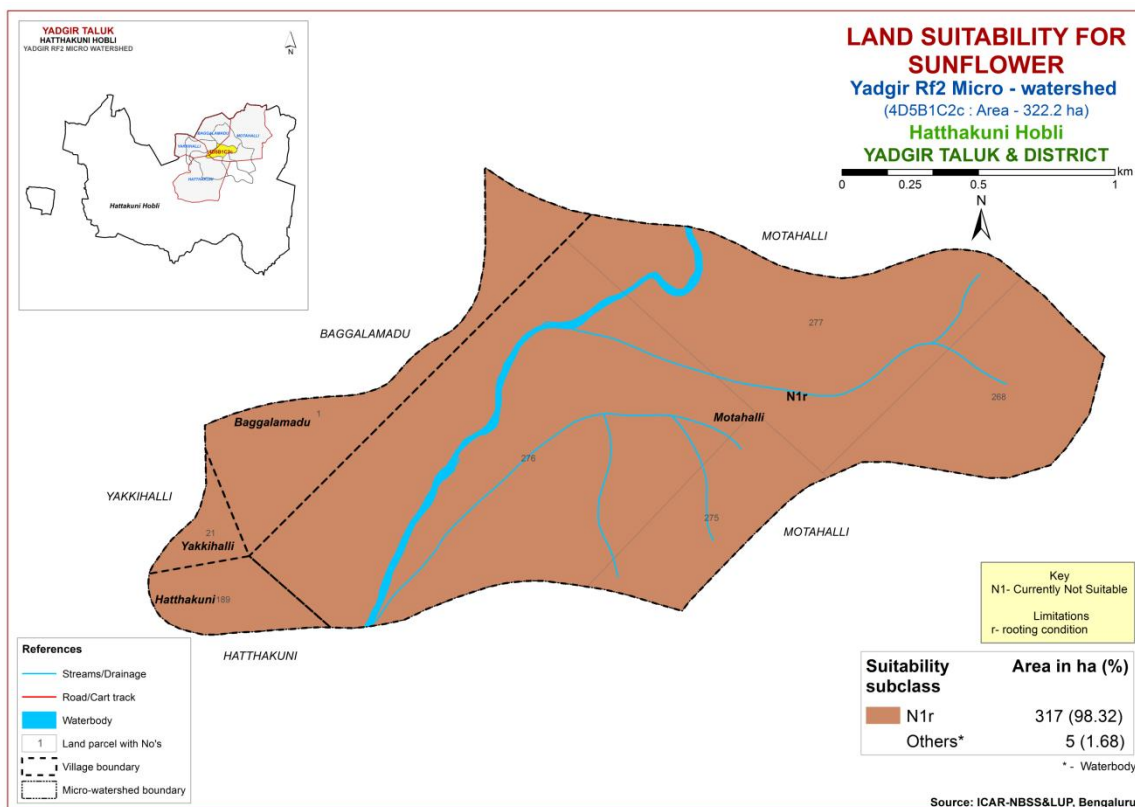 YADGIR TALUK
HATTHAKUNI HOBLI
YADGIR RF2 MICRO WATERSHED
N
BAGGALAMADU
MOTAHALLI
HATTHAKUNI
Hattakuni Hobli
LAND SUITABILITY FOR
SUNFLOWER
Yadgir Rf2 Micro - watershed
(4D5B1C2c : Area - 322.2 ha)
Hatthakuni Hobli
YADGIR TALUK & DISTRICT
km
0 0.25 0.5 1
N
MOTAHALLI
277
BAGGALAMADU
N1r
268
Baggalamadu
1
Motahalli
276
YAKKIHALLI
275
MOTAHALLI
21
Yakkihalli
Hatthakuni
189
HATTHAKUNI
Key
N1- Currently Not Suitable
Limitations
r- rooting condition
References
Streams/Drainage
Road/Cart track
Waterbody
1 Land parcel with No's
Village boundary
Micro-watershed boundary
Suitability subclass
Area in ha (%)
N1r 317 (98.32)
Others* 5 (1.68)
* - Waterbody
Source: ICAR-NBSS&LUP, Bengaluru